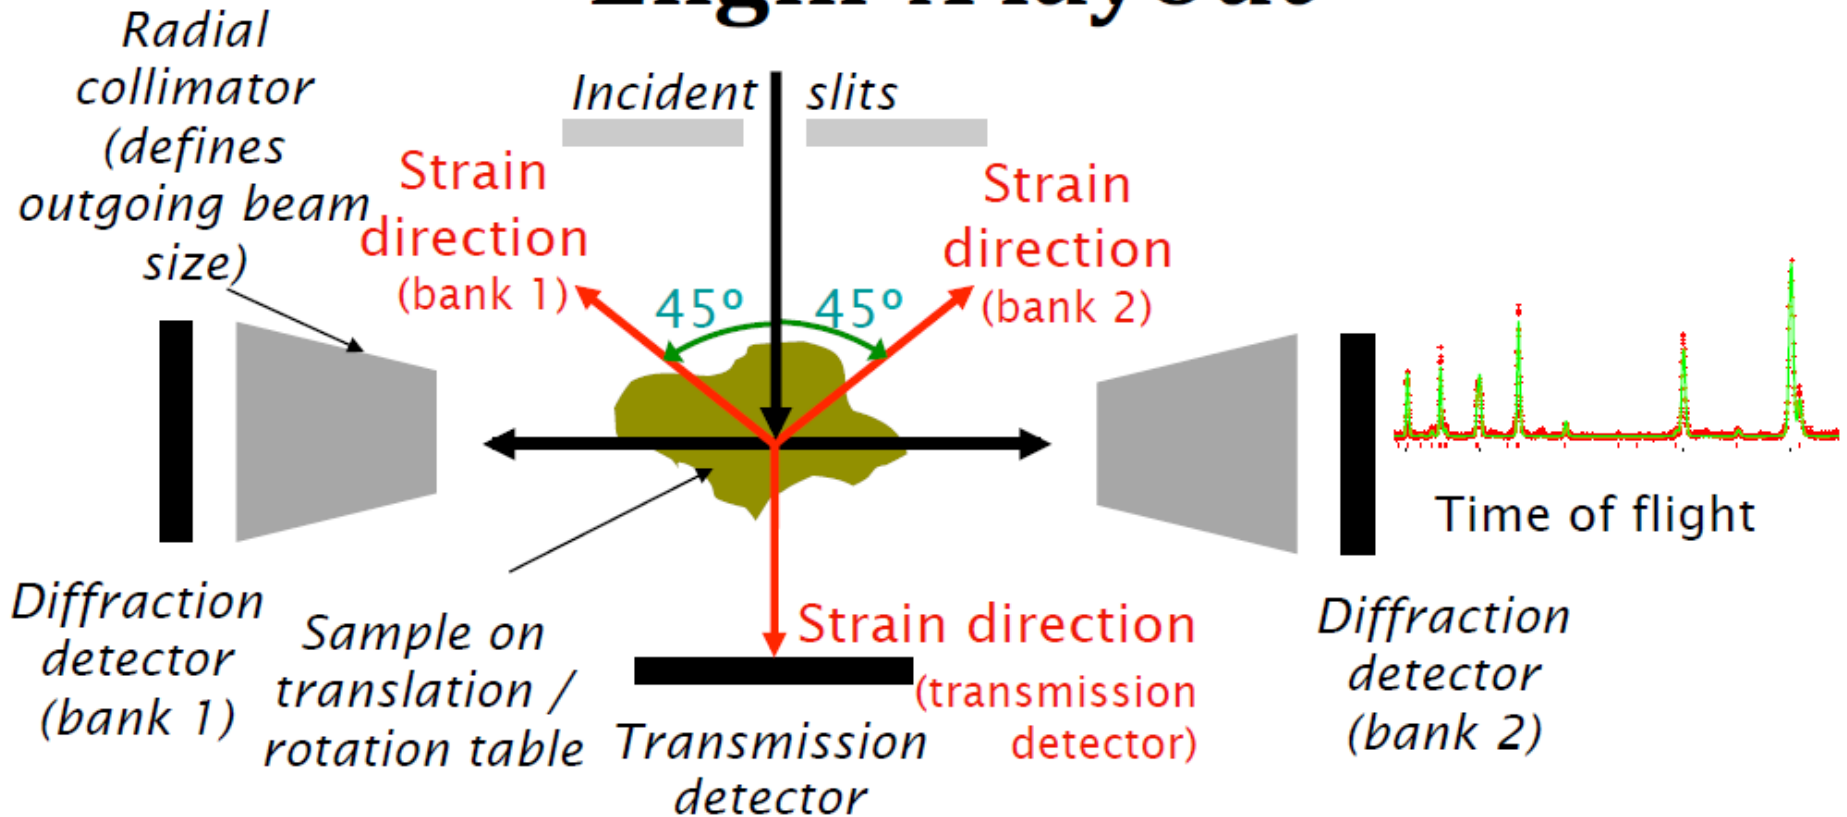 Radial
collimator
(defines
outgoing beam
size)
Incident slits
Strain
direction
(bank 1)
Strain
direction
(bank 2)
45º 45º
Time of flight
Diffraction
detector
(bank 1)
Sample on
translation /
rotation table
Strain direction
(transmission
detector)
Transmission
detector
Diffraction
detector
(bank 2)